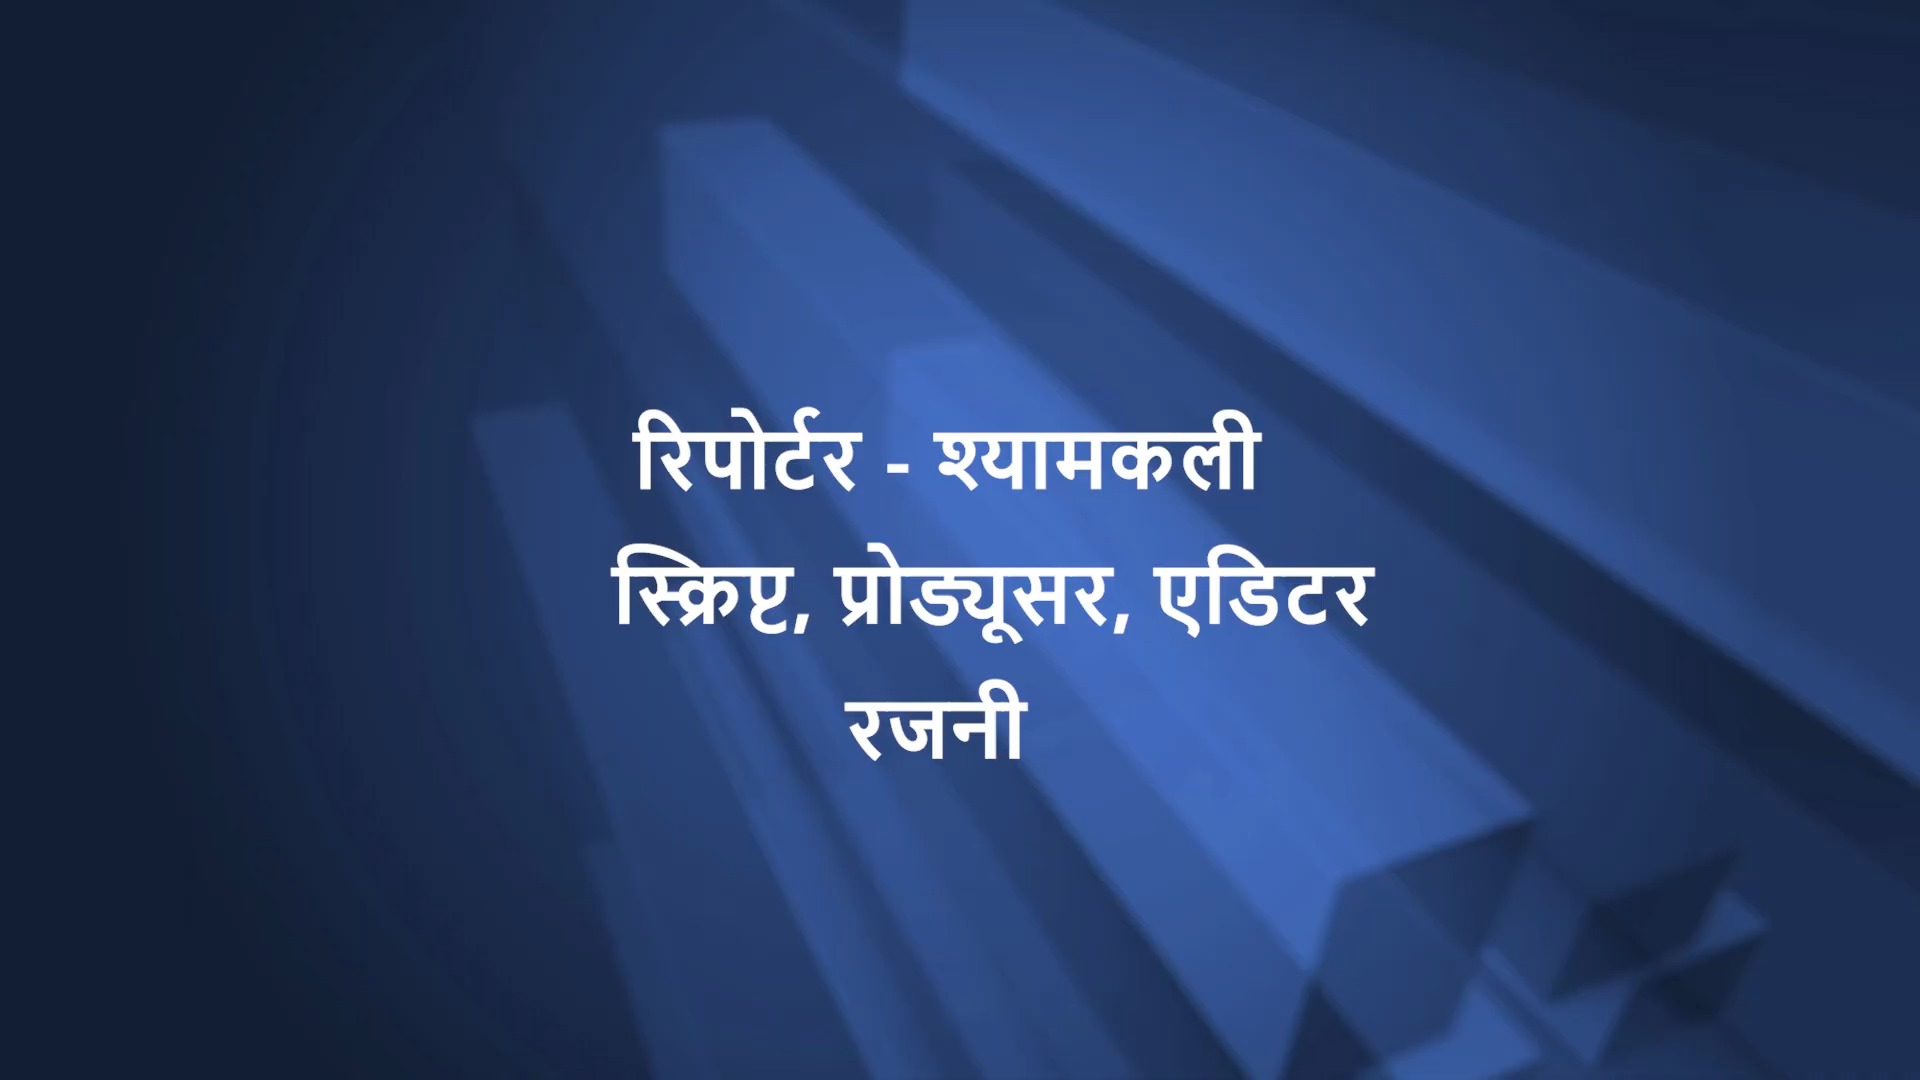 रिपोर्टर - श्यामकली
स्क्रिप्ट, प्रोड्यूसर, एडिटर
रजनी